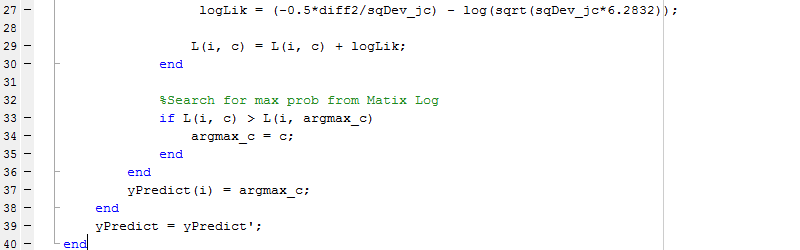 27 – logLik = (-0.5*diff2/sqDev_jc) - log(sqrt(sqDev_jc*6.2832));
28
29 – L(i, c) = L(i, c) + logLik;
30 – end
31
32 %Search for max prob from Matix Log
33 – if L(i, c) > L(i, argmax_c)
34 – argmax_c = c;
35 – end
36 – end
37 – yPredict(i) = argmax_c;
38 – end
39 – yPredict = yPredict';
40 – end